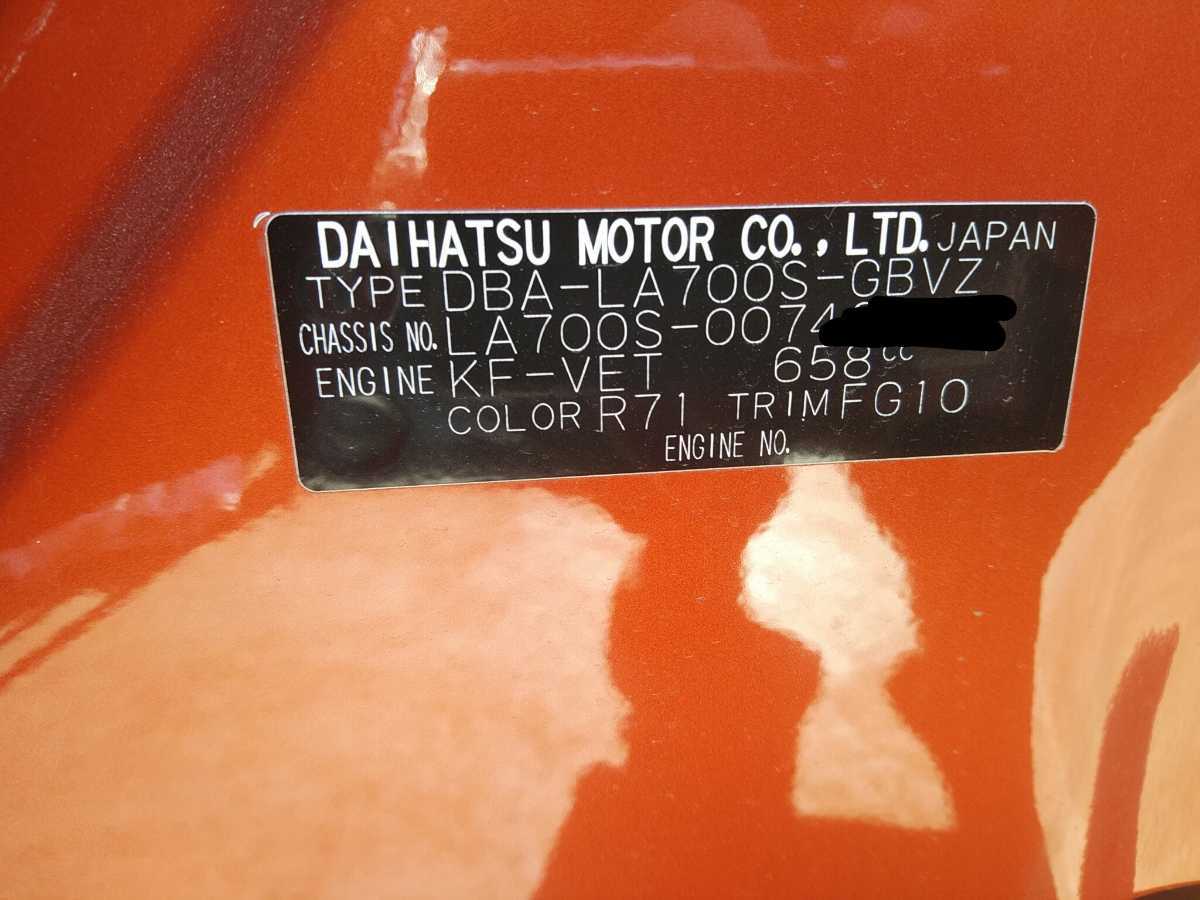 DAIHATSU MOTOR CO., LTD. JAPAN
TYPE DBA-LA700S-GBVZ
CHASSIS NO. LA700S-0074
ENGINE KF-VET 658cc
COLOR R71 TRIM FG10
ENGINE NO.